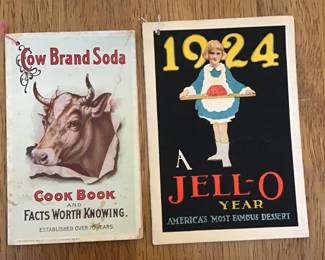 Cow Brand Soda
COOK BOOK
AND
FACTS WORTH KNOWING.
ESTABLISHED OVER 75 YEARS
1924
A
JELL-O
YEAR
AMERICA'S MOST FAMOUS DESSERT